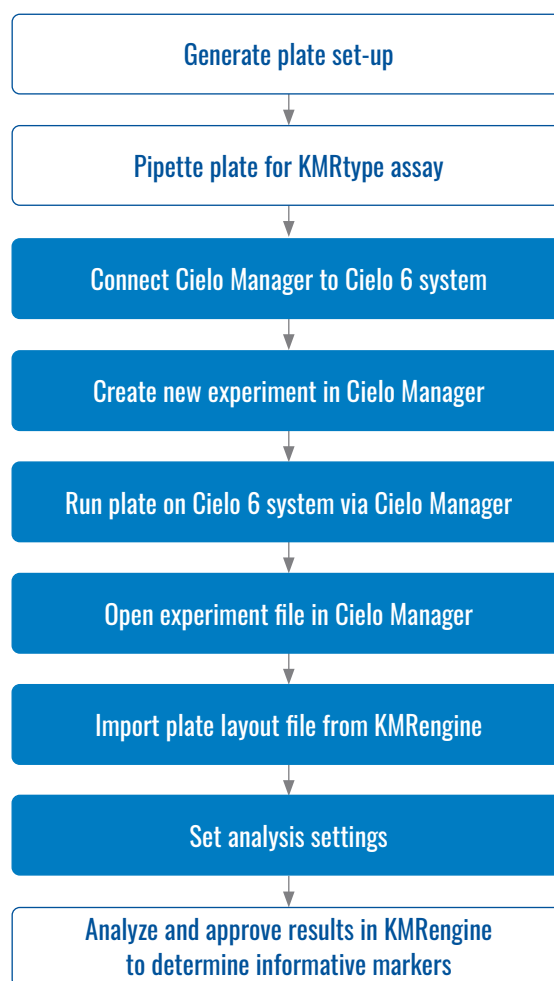 Generate plate set-up
Pipette plate for KMRtype assay
Connect Cielo Manager to Cielo 6 system
Create new experiment in Cielo Manager
Run plate on Cielo 6 system via Cielo Manager
Open experiment file in Cielo Manager
Import plate layout file from KMRengine
Set analysis settings
Analyze and approve results in KMRengine
to determine informative markers